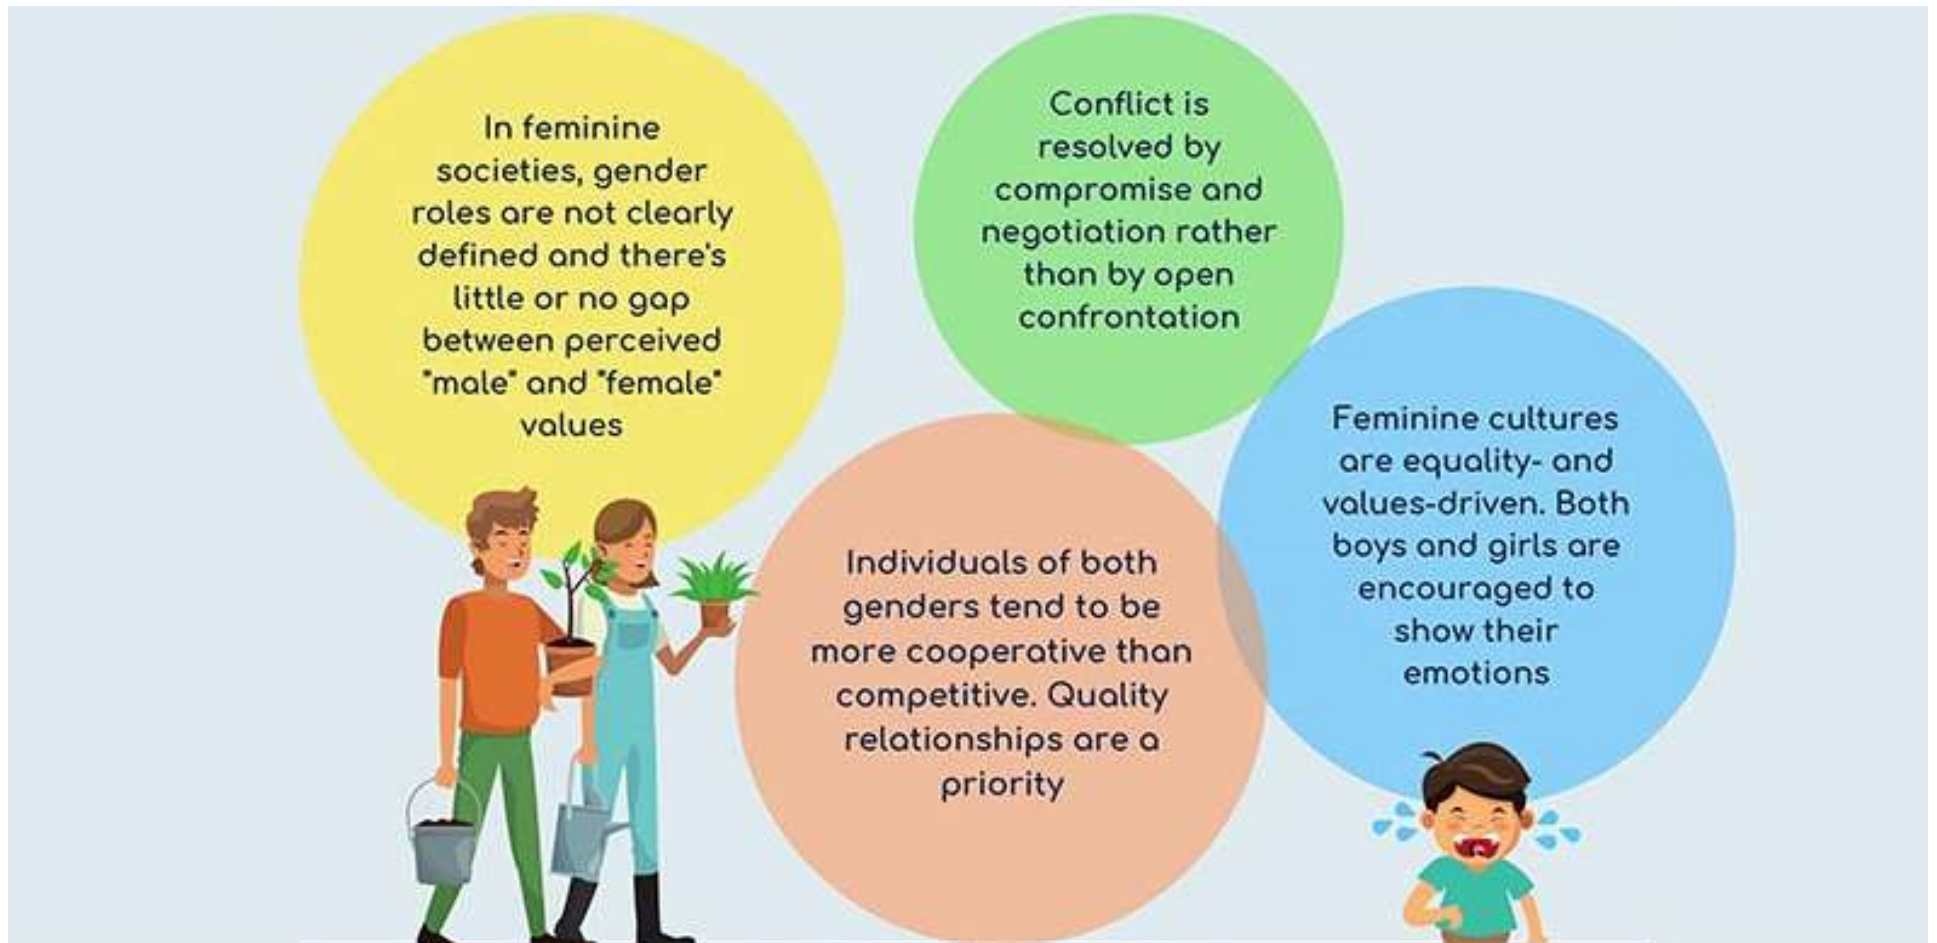 In feminine
societies, gender
roles are not clearly
defined and there's
little or no gap
between perceived
"male" and "female"
values
Conflict is
resolved by
compromise and
negotiation rather
than by open
confrontation
Individuals of both
genders tend to be
more cooperative than
competitive. Quality
relationships are a
priority
Feminine cultures
are equality- and
values-driven. Both
boys and girls are
encouraged to
show their
emotions